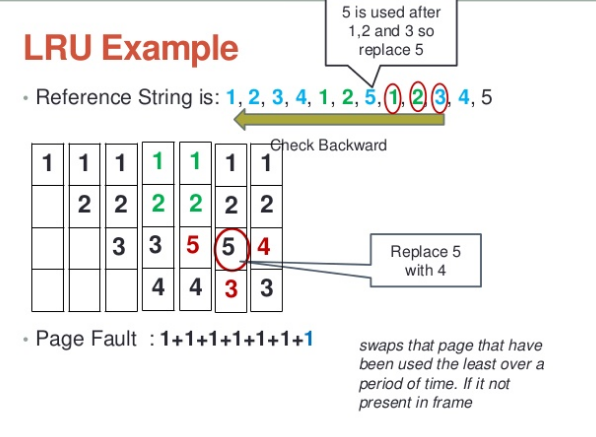 5 is used after
1,2 and 3 so
replace 5
LRU Example
• Reference String is: 1, 2, 3, 4, 1, 2, 5, 1, 2, 3, 4, 5
Check Backward
1 1 1 1 1 1 1
2 2 2 2 2 2
3 3 5 5 4
4 4 3 3
Replace 5
with 4
• Page Fault : 1+1+1+1+1+1+1
swaps that page that have
been used the least over a
period of time. If it not
present in frame